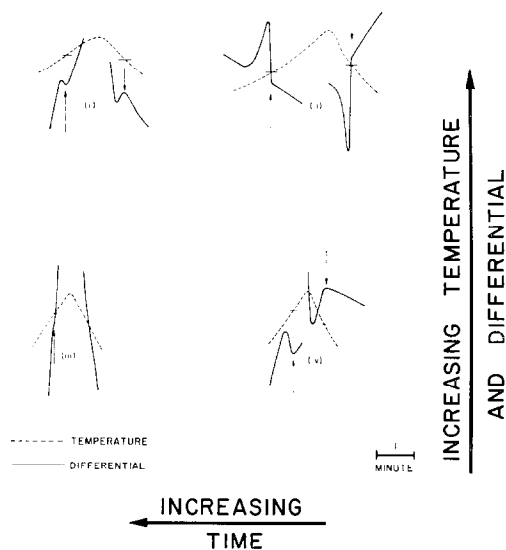 (i)
(ii)
(iii)
(iv)
INCREASING TEMPERATURE
AND DIFFERENTIAL
TEMPERATURE
DIFFERENTIAL
1
MINUTE
INCREASING
TIME